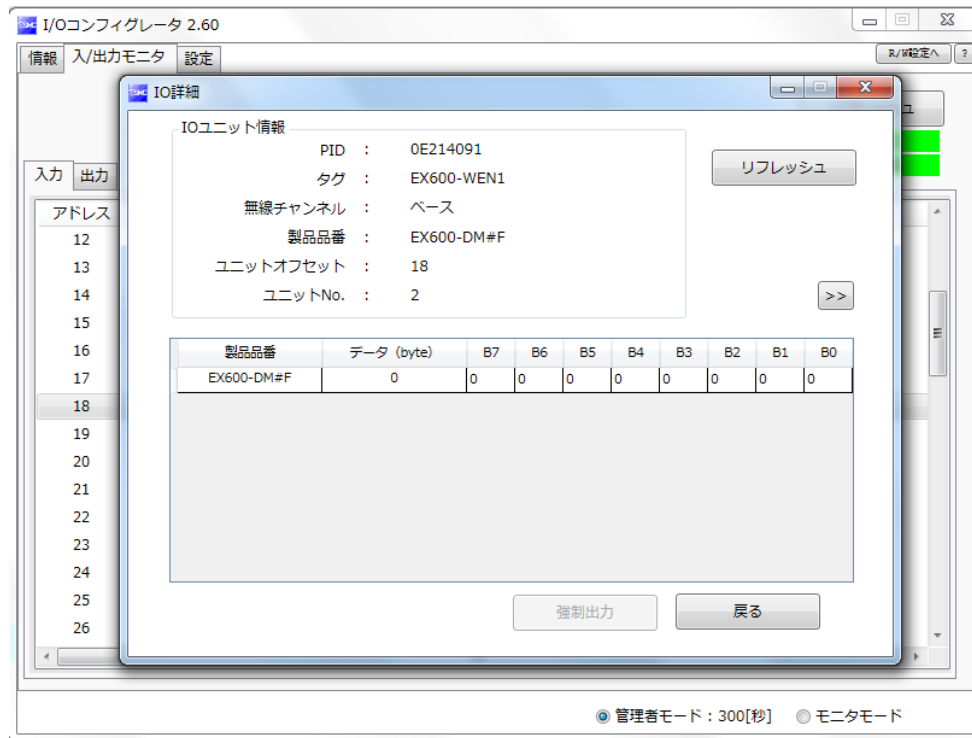 I/Oコンフィグレータ 2.60
情報 入/出力モニタ 設定 R/W設定へ ?
IO詳細
IOユニット情報
PID : 0E214091
タグ : EX600-WEN1
無線チャンネル : ベース
製品品番 : EX600-DM#F
ユニットオフセット : 18
ユニットNo. : 2
リフレッシュ
>>
ュ
入力 出力
アドレス
12
13
14
15
16
17
18
19
20
21
22
23
24
25
26
製品品番 データ (byte) B7 B6 B5 B4 B3 B2 B1 B0
EX600-DM#F 0 0 0 0 0 0 0 0 0
強制出力 戻る
管理者モード : 300[秒] モニタモード